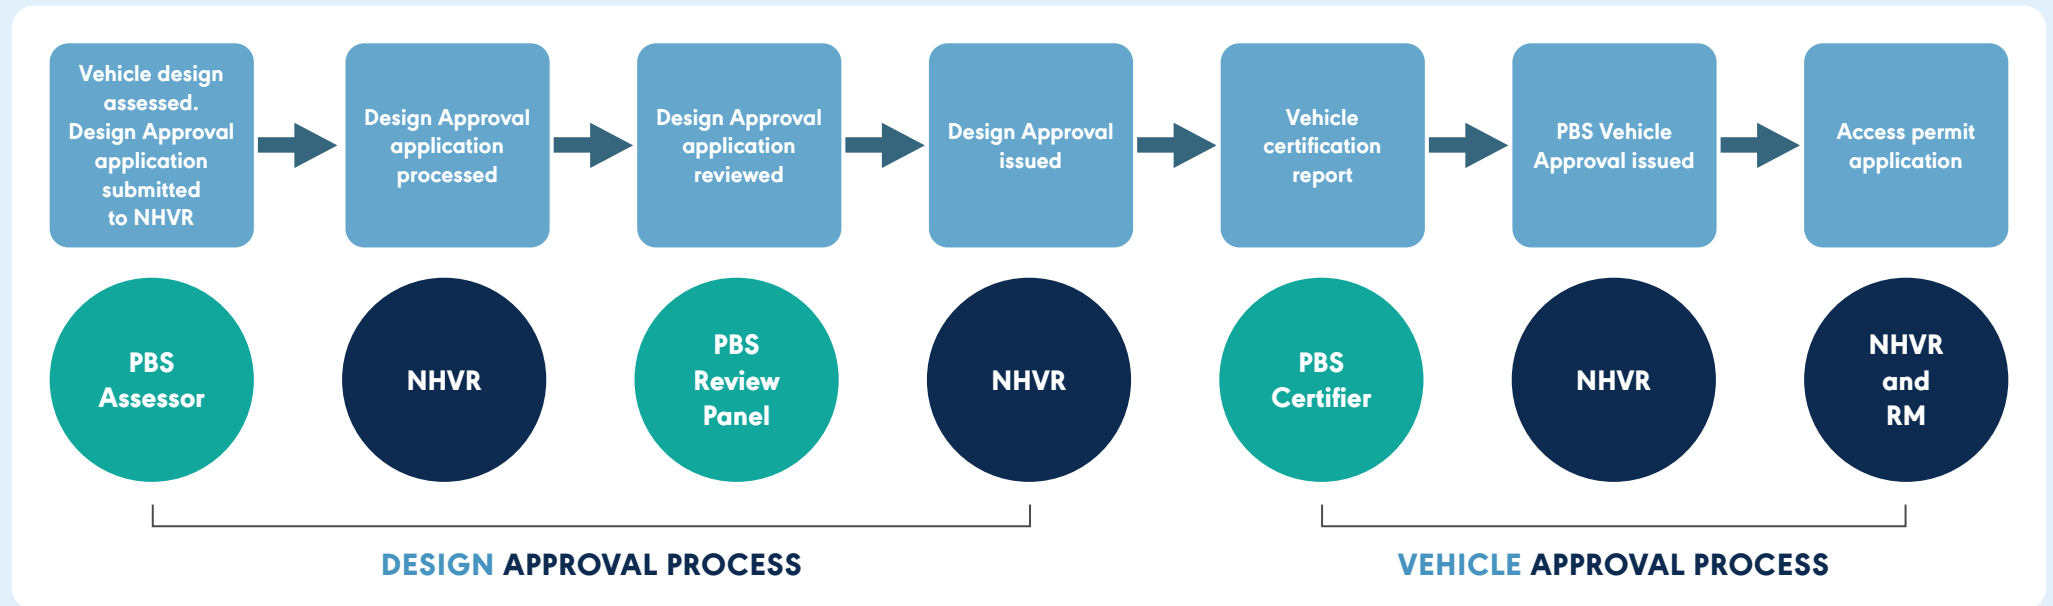 Vehicle design
assessed.
Design Approval
application
submitted
to NHVR
Design Approval
application
processed
Design Approval
application
reviewed
Design Approval
issued
Vehicle
certification
report
PBS Vehicle
Approval issued
Access permit
application
PBS
Assessor
NHVR
PBS
Review
Panel
NHVR
PBS
Certifier
NHVR
NHVR
and
RM
DESIGN APPROVAL PROCESS
VEHICLE APPROVAL PROCESS